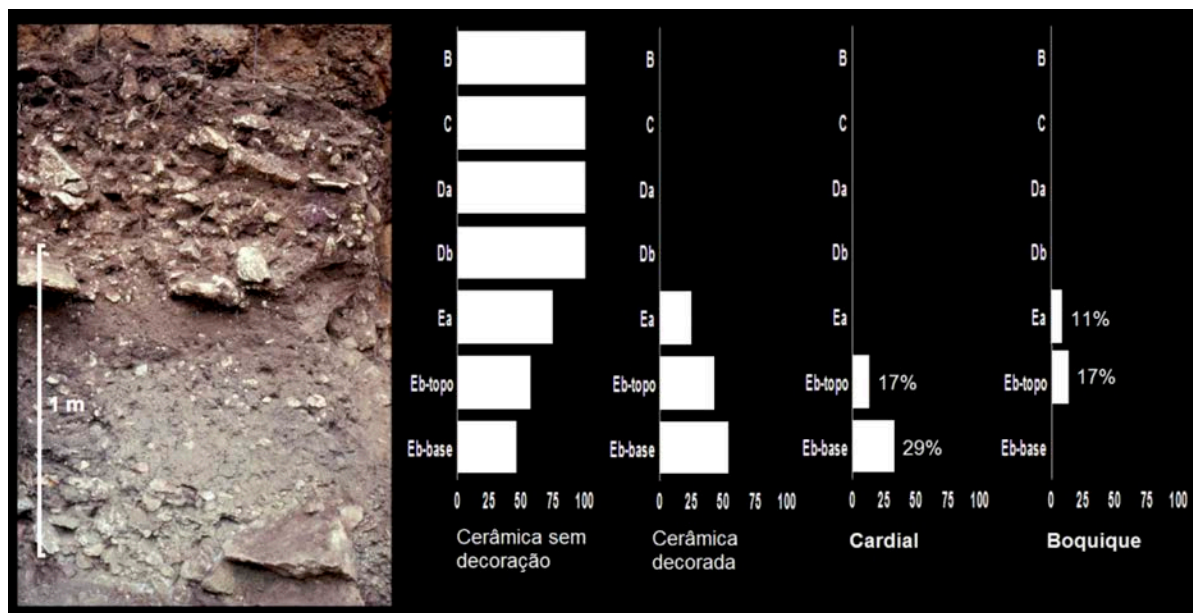 1 m
B
C
Da
Db
Ea
Eb-topo
Eb-base
0 25 50 75 100
Cerâmica sem
decoração
B
C
Da
Db
Ea
Eb-topo
Eb-base
0 25 50 75 100
Cerâmica
decorada
B
C
Da
Db
Ea
Eb-topo
17%
Eb-base
29%
0 25 50 75 100
Cardial
B
C
Da
Db
Ea
11%
Eb-topo
17%
Eb-base
0 25 50 75 100
Boquique